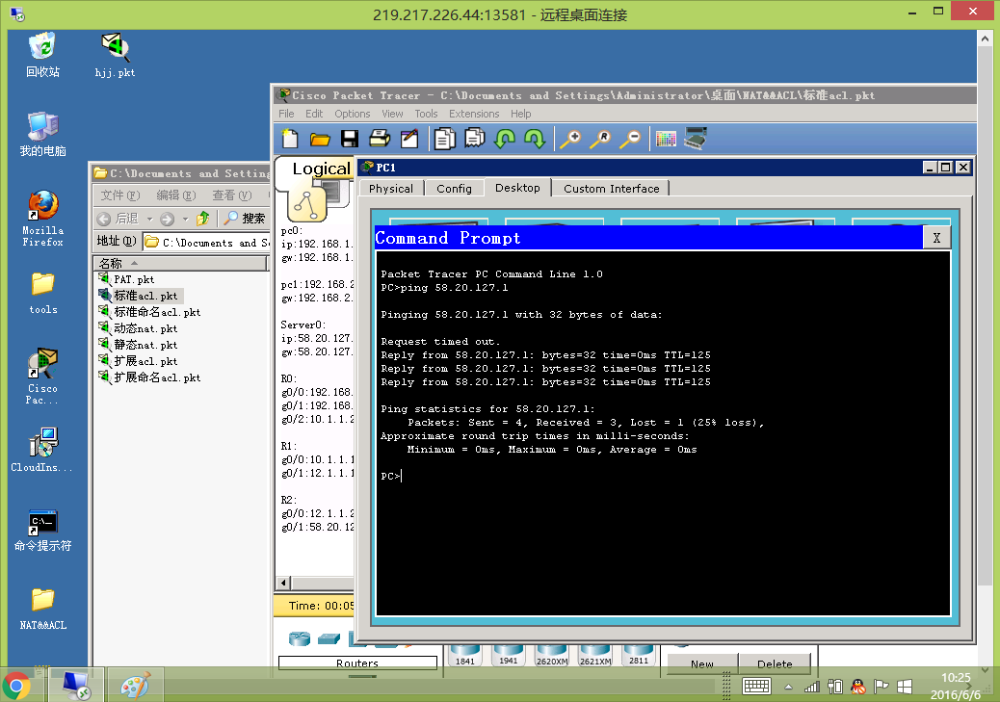 219.217.226.44:13581 - 远程桌面连接
回收站
hjj.pkt
我的电脑
Mozilla
Firefox
tools
Cisco
Pac...
CloudIns...
命令提示符
NAT&&ACL
C:\Documents and Setting
文件(F) 编辑(E) 查看(V)
后退 搜索
地址(D) C:\Documents and S
名称
PAT.pkt
标准acl.pkt
标准命名acl.pkt
动态nat.pkt
静态nat.pkt
扩展acl.pkt
扩展命名acl.pkt
Cisco Packet Tracer - C:\Documents and Settings\Administrator\桌面\NAT&&ACL\标准acl.pkt
File Edit Options View Tools Extensions Help
Logical
pc0:
ip:192.168.1.
gw:192.168.1.
pc1:192.168.2
gw:192.168.2.
Server0:
ip:58.20.127.
gw:58.20.127.
R0:
g0/0:192.168.
g0/1:192.168.
g0/2:10.1.1.2
R1:
g0/0:10.1.1.1
g0/1:12.1.1.1
R2:
g0/0:12.1.1.2
g0/1:58.20.12
Time: 00:05
Routers
1841 1941 2620XM 2621XM 2811
New Delete
PC1
Physical Config Desktop Custom Interface
Command Prompt X
Packet Tracer PC Command Line 1.0
PC>ping 58.20.127.1
Pinging 58.20.127.1 with 32 bytes of data:
Request timed out.
Reply from 58.20.127.1: bytes=32 time=0ms TTL=125
Reply from 58.20.127.1: bytes=32 time=0ms TTL=125
Reply from 58.20.127.1: bytes=32 time=0ms TTL=125
Ping statistics for 58.20.127.1:
Packets: Sent = 4, Received = 3, Lost = 1 (25% loss),
Approximate round trip times in milli-seconds:
Minimum = 0ms, Maximum = 0ms, Average = 0ms
PC>
10:25
2016/6/6